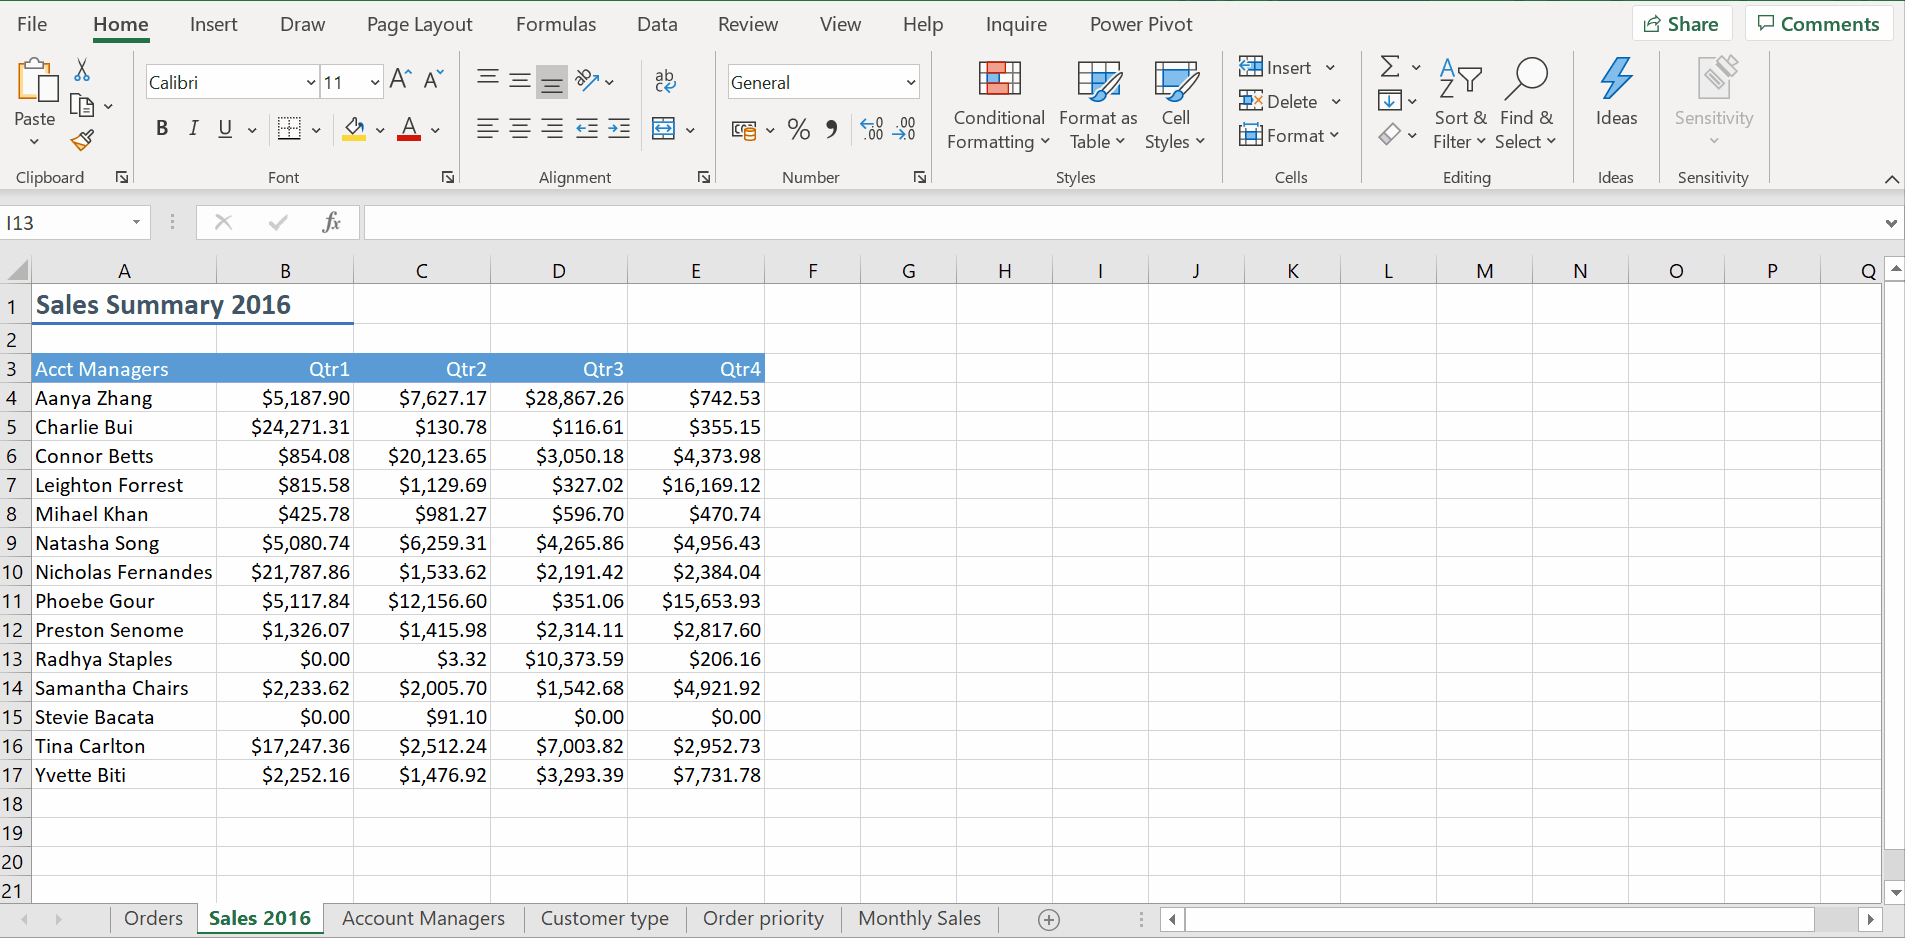 File Home Insert Draw Page Layout Formulas Data Review View Help Inquire Power Pivot Share Comments
Calibri 11 A A ab c General Insert Σ A Z
Paste B I U A % 9 .0 .00 .00 .0 Conditional Formatting Format as Table Cell Styles Delete Format Sort & Filter Find & Select Ideas Sensitivity
Clipboard Font Alignment Number Styles Cells Editing Ideas Sensitivity
I13 fx
A B C D E F G H I J K L M N O P Q
1 Sales Summary 2016
2
3 Acct Managers Qtr1 Qtr2 Qtr3 Qtr4
4 Aanya Zhang $5,187.90 $7,627.17 $28,867.26 $742.53
5 Charlie Bui $24,271.31 $130.78 $116.61 $355.15
6 Connor Betts $854.08 $20,123.65 $3,050.18 $4,373.98
7 Leighton Forrest $815.58 $1,129.69 $327.02 $16,169.12
8 Mihael Khan $425.78 $981.27 $596.70 $470.74
9 Natasha Song $5,080.74 $6,259.31 $4,265.86 $4,956.43
10 Nicholas Fernandes $21,787.86 $1,533.62 $2,191.42 $2,384.04
11 Phoebe Gour $5,117.84 $12,156.60 $351.06 $15,653.93
12 Preston Senome $1,326.07 $1,415.98 $2,314.11 $2,817.60
13 Radhya Staples $0.00 $3.32 $10,373.59 $206.16
14 Samantha Chairs $2,233.62 $2,005.70 $1,542.68 $4,921.92
15 Stevie Bacata $0.00 $91.10 $0.00 $0.00
16 Tina Carlton $17,247.36 $2,512.24 $7,003.82 $2,952.73
17 Yvette Biti $2,252.16 $1,476.92 $3,293.39 $7,731.78
18
19
20
21
Orders Sales 2016 Account Managers Customer type Order priority Monthly Sales